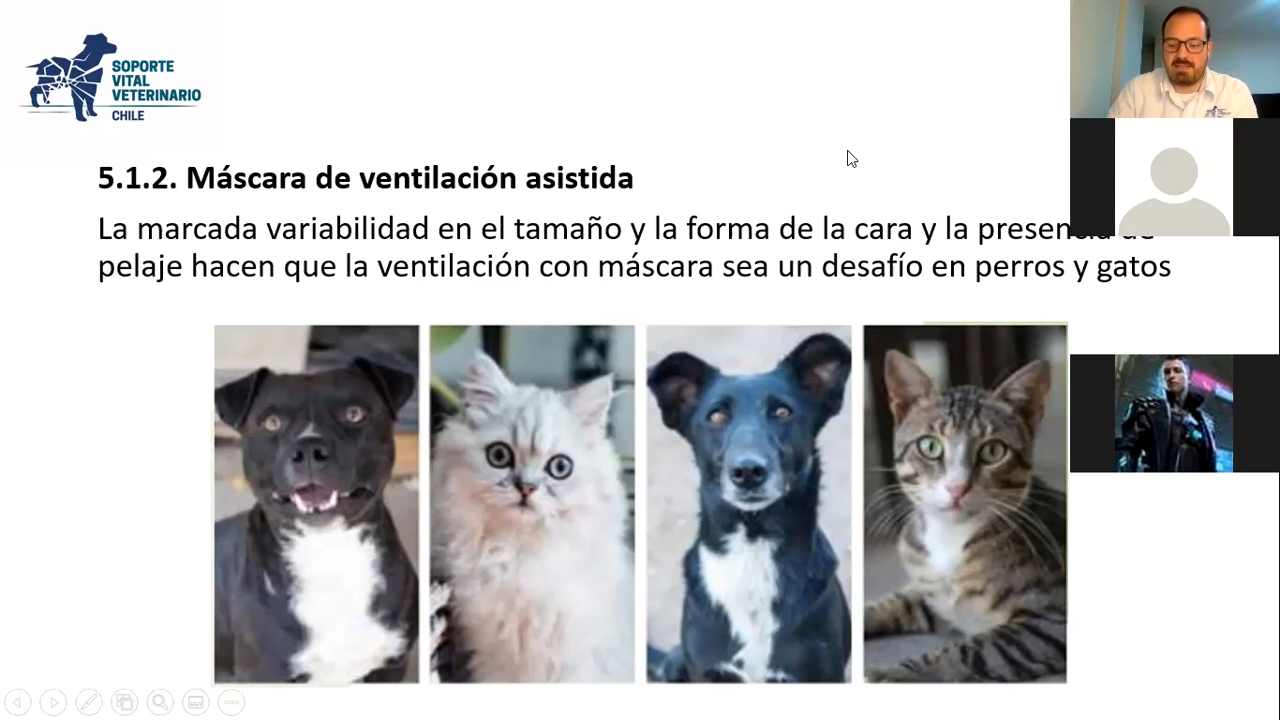 SOPORTE
VITAL
VETERINARIO
CHILE
5.1.2. Máscara de ventilación asistida
La marcada variabilidad en el tamaño y la forma de la cara y la presencia de
pelaje hacen que la ventilación con máscara sea un desafío en perros y gatos